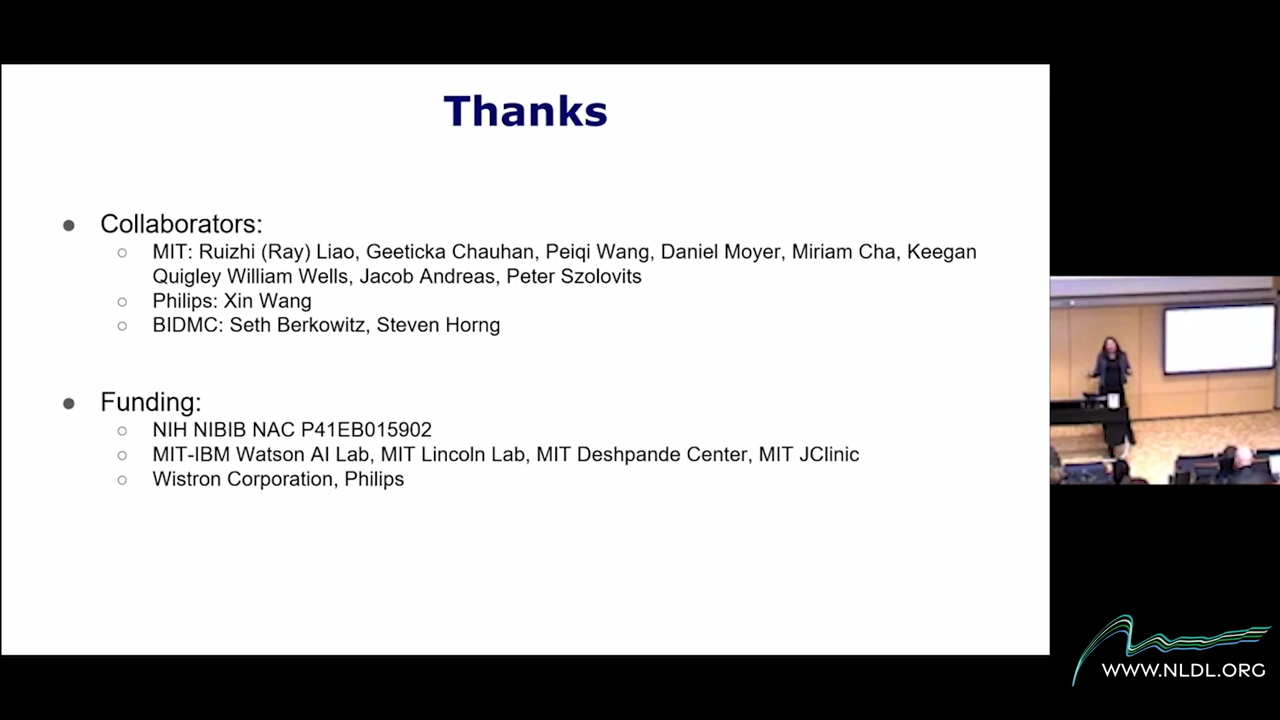 Thanks
● Collaborators:
○ MIT: Ruizhi (Ray) Liao, Geeticka Chauhan, Peiqi Wang, Daniel Moyer, Miriam Cha, Keegan
Quigley William Wells, Jacob Andreas, Peter Szolovits
○ Philips: Xin Wang
○ BIDMC: Seth Berkowitz, Steven Horng
● Funding:
○ NIH NIBIB NAC P41EB015902
○ MIT-IBM Watson AI Lab, MIT Lincoln Lab, MIT Deshpande Center, MIT JClinic
○ Wistron Corporation, Philips
WWW.NLDL.ORG